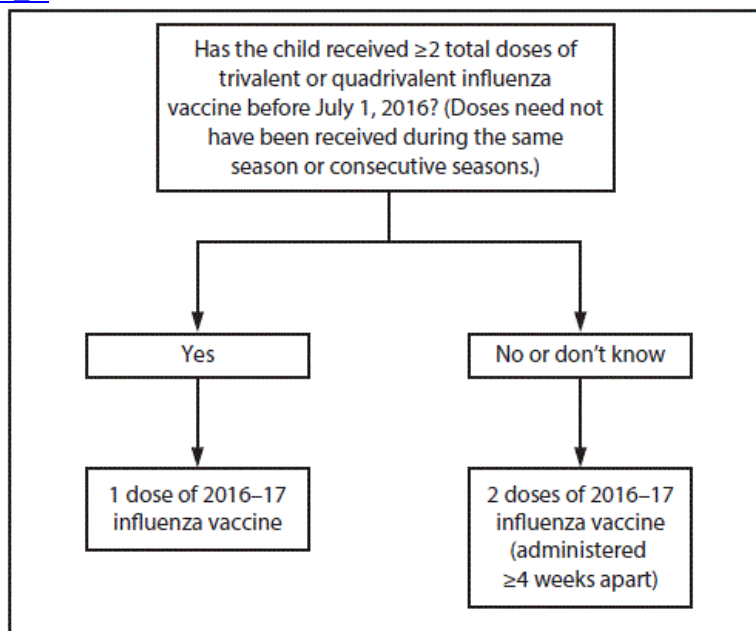 Has the child received ≥2 total doses of
trivalent or quadrivalent influenza
vaccine before July 1, 2016? (Doses need not
have been received during the same
season or consecutive seasons.)
Yes
No or don't know
1 dose of 2016–17
influenza vaccine
2 doses of 2016–17
influenza vaccine
(administered
≥4 weeks apart)